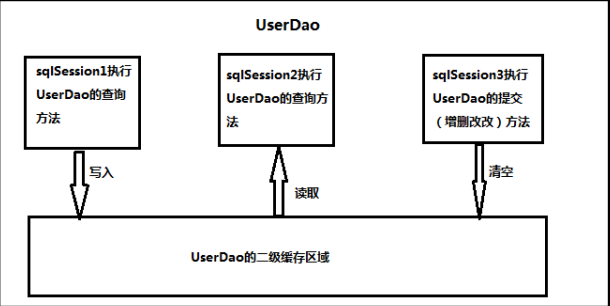 UserDao
sqlSession1执行
UserDao的查询
方法
sqlSession2执行
UserDao的查询方
法
sqlSession3执行
UserDao的提交
（增删改改）方法
写入
读取
清空
UserDao的二级缓存区域